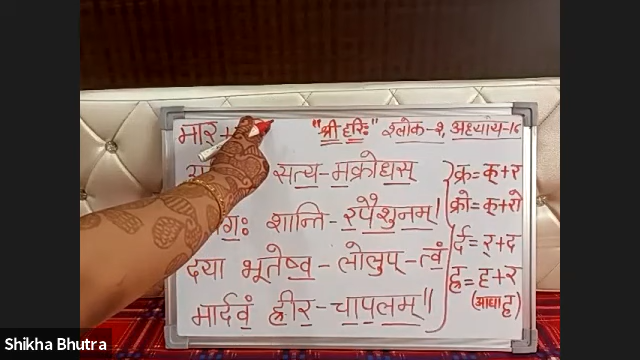 मार्+
"श्री हरिः" श्लोक-२, अध्याय-१६
सत्य-मक्रोधस्
शान्ति-रपैशुनम्।
दया भूतेष्व-लोलुप्-त्वं
मार्दवं ह्रीर-चापलम्॥
क्र=क्+र
क्रो=क्+रो
र्द=र्+द
ह्र=ह्+र
(आधा ह्)
Shikha Bhutra